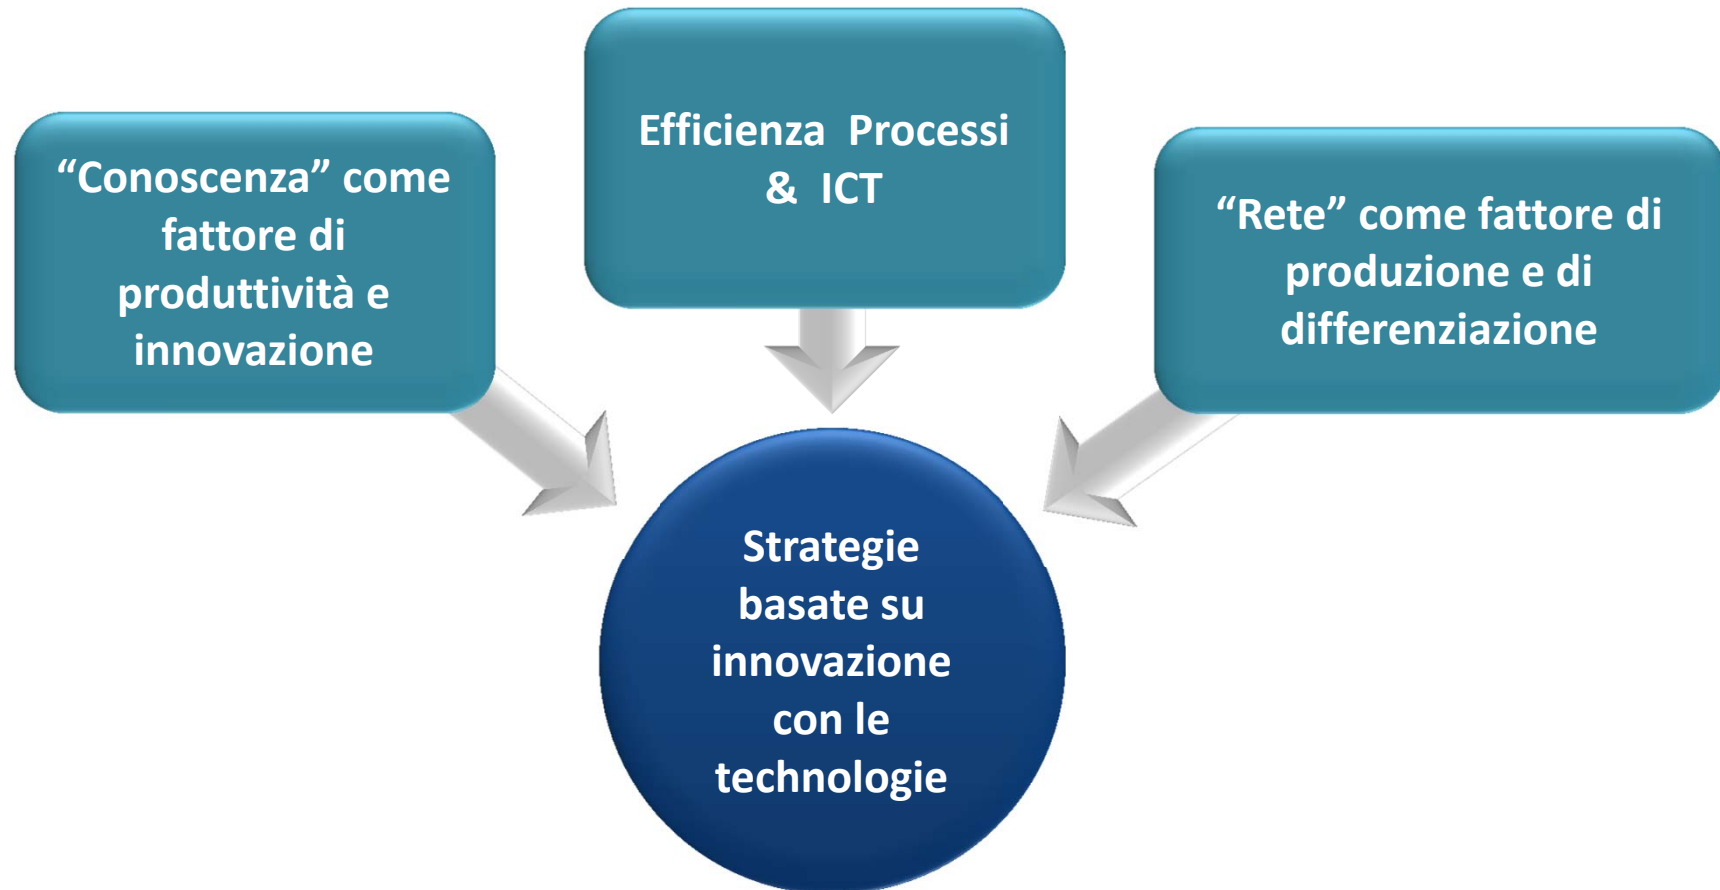 “Conoscenza” come
fattore di
produttività e
innovazione
Efficienza  Processi
&  ICT
“Rete” come fattore di
produzione e di
differenziazione
Strategie
basate su
innovazione
con le
technologie